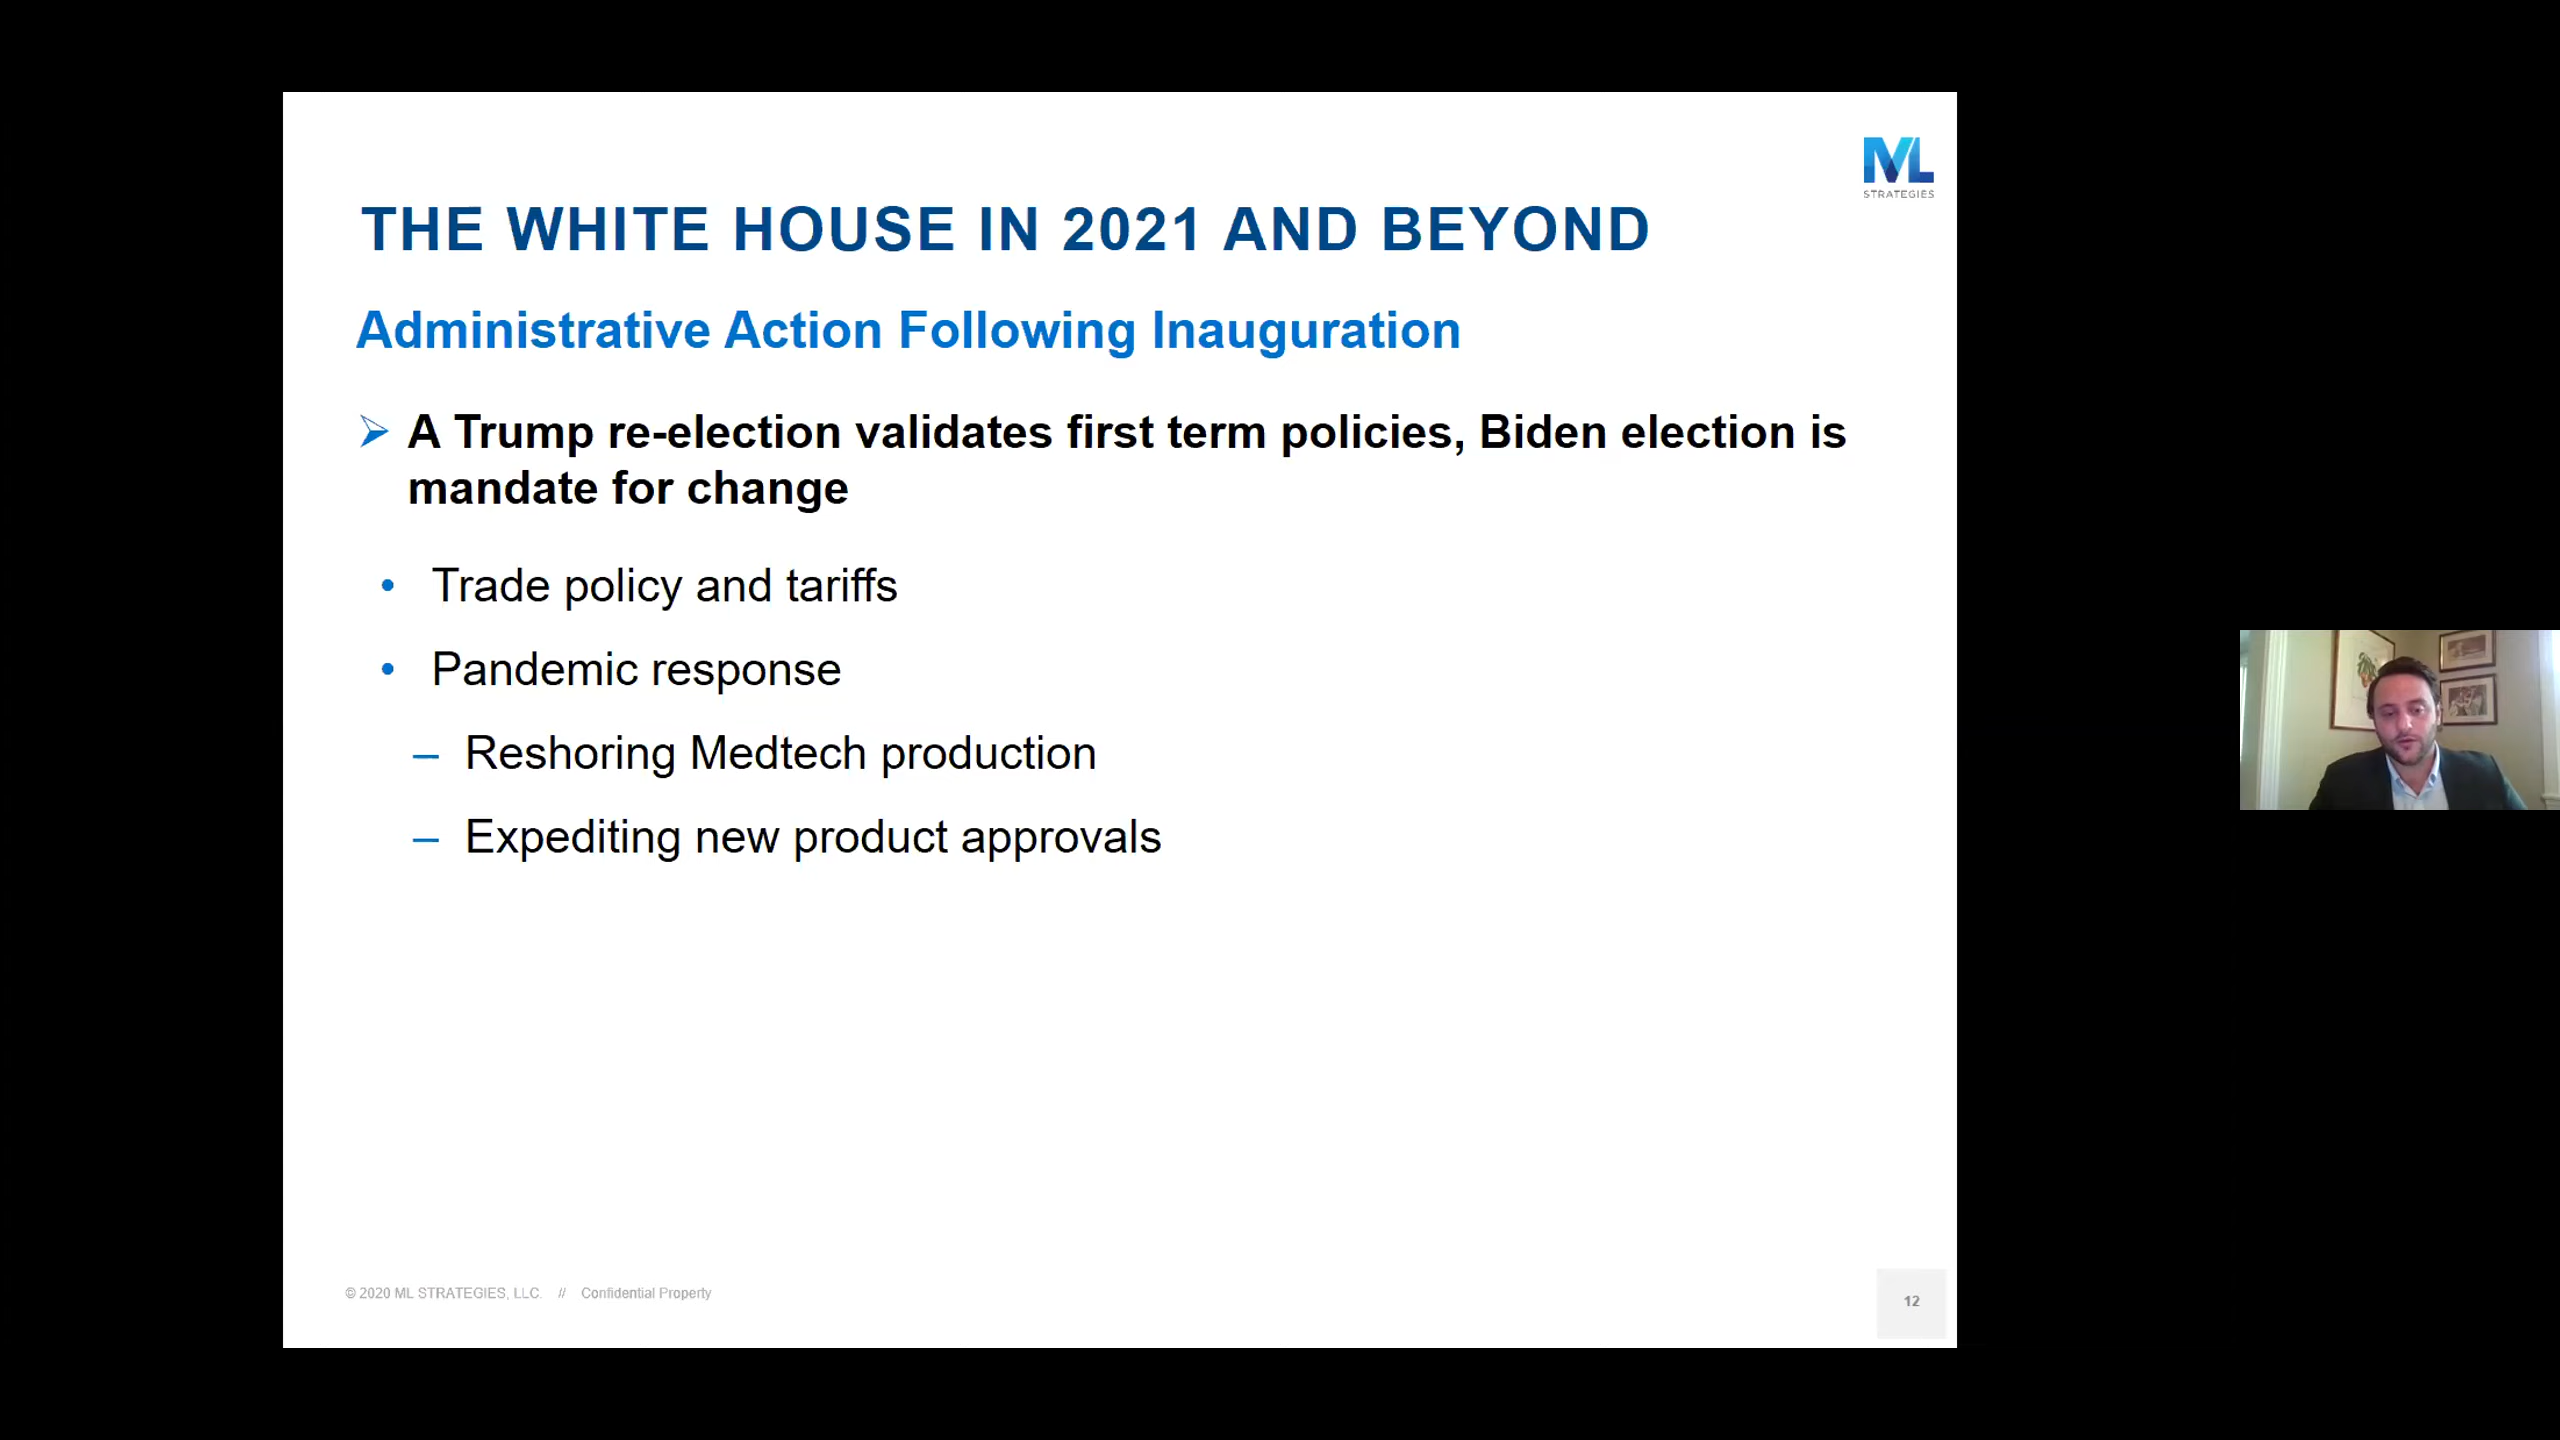 ML
STRATEGIES
THE WHITE HOUSE IN 2021 AND BEYOND
Administrative Action Following Inauguration
A Trump re-election validates first term policies, Biden election is
mandate for change
• Trade policy and tariffs
• Pandemic response
– Reshoring Medtech production
– Expediting new product approvals
© 2020 ML STRATEGIES, LLC. // Confidential Property
12